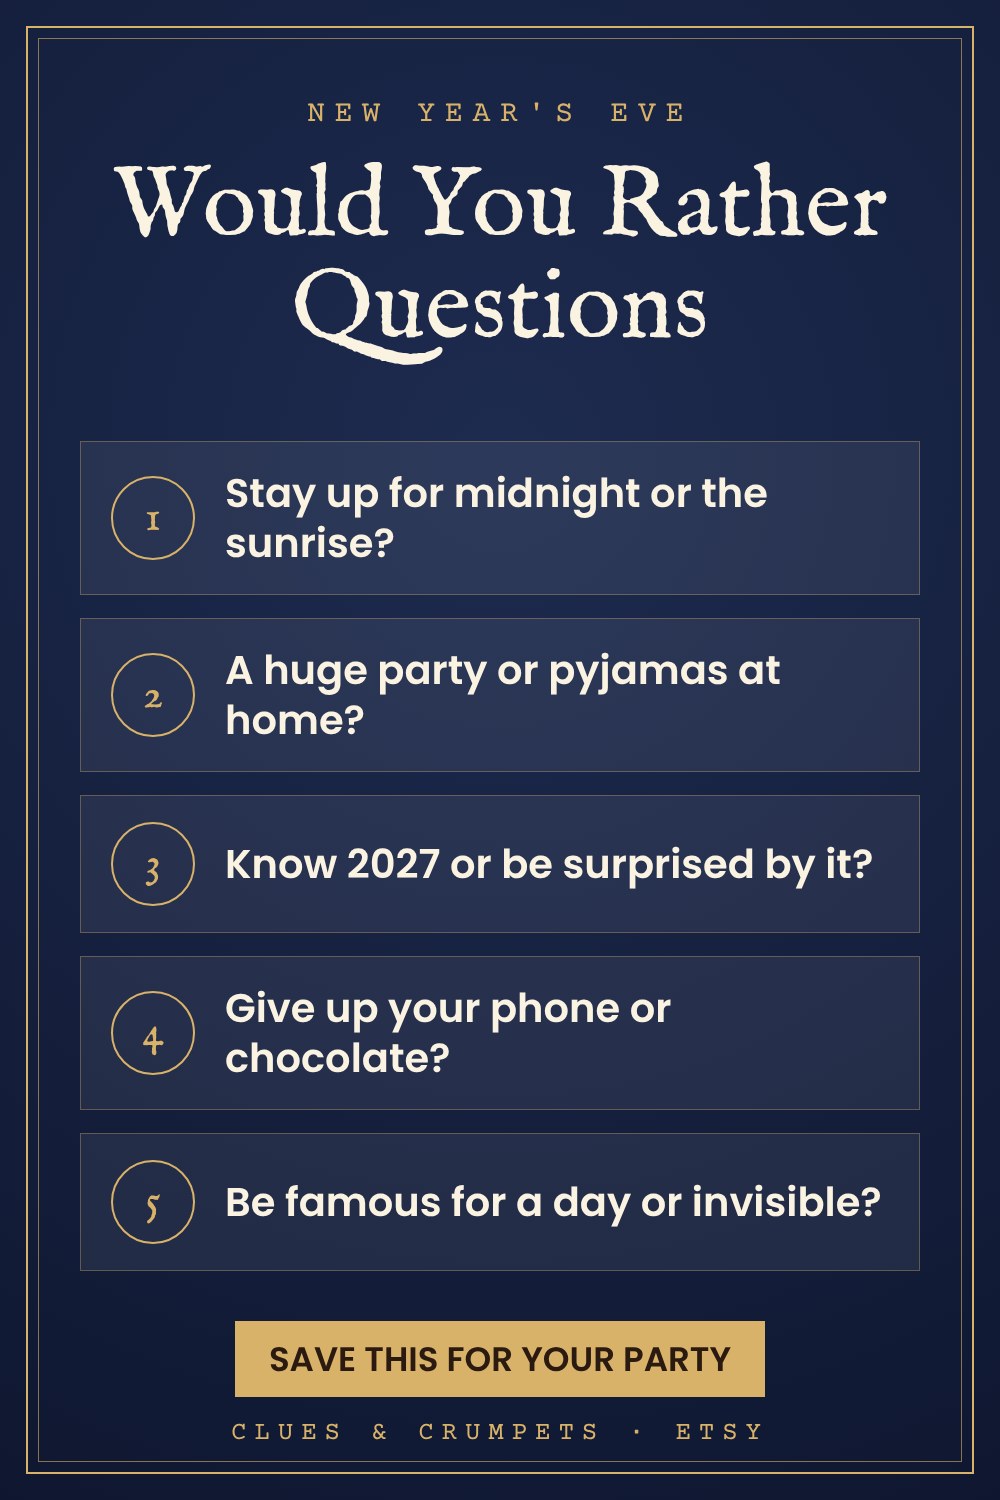 NEW YEAR'S EVE
Would You Rather
Questions
1
Stay up for midnight or the
sunrise?
2
A huge party or pyjamas at
home?
3
Know 2027 or be surprised by it?
4
Give up your phone or
chocolate?
5
Be famous for a day or invisible?
SAVE THIS FOR YOUR PARTY
CLUES & CRUMPETS · ETSY